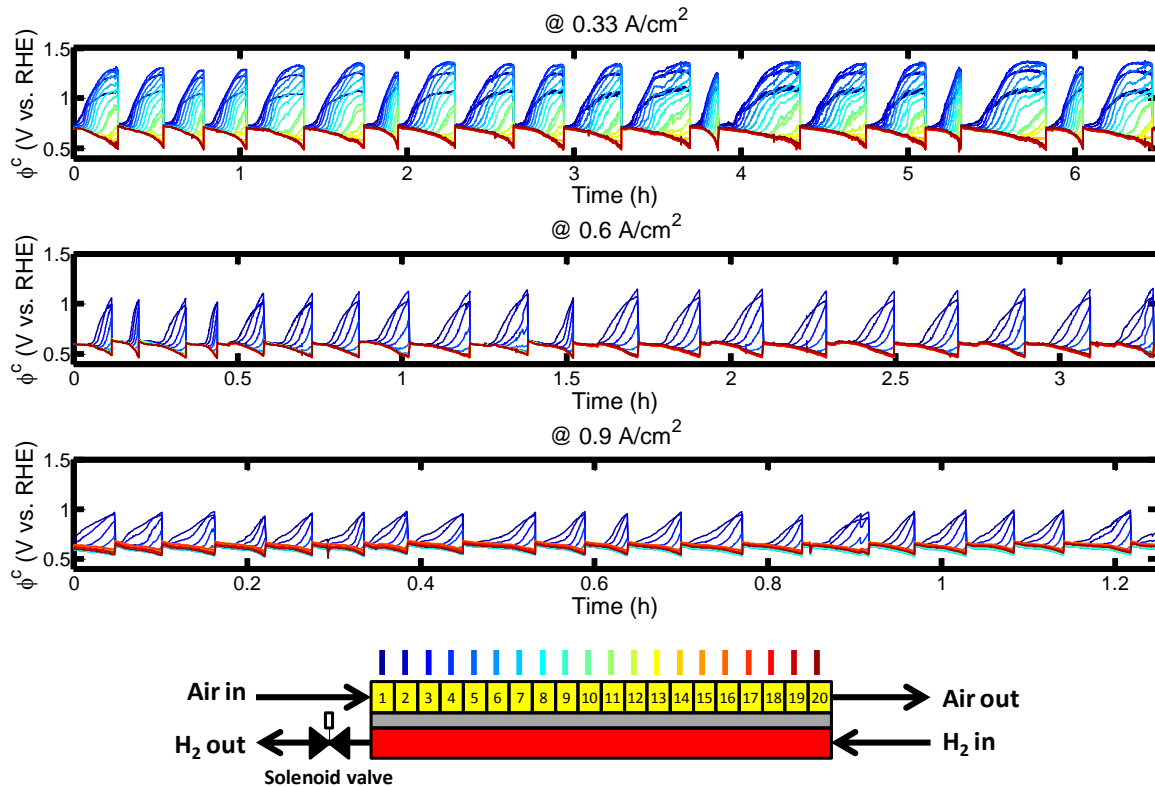 @ 0.33 A/cm²
1.5
1
0.5
ϕᶜ (V vs. RHE)
0 1 2 3 4 5 6
Time (h)
@ 0.6 A/cm²
1.5
1
0.5
ϕᶜ (V vs. RHE)
0 0.5 1 1.5 2 2.5 3
Time (h)
@ 0.9 A/cm²
1.5
1
0.5
ϕᶜ (V vs. RHE)
0 0.2 0.4 0.6 0.8 1 1.2
Time (h)
Air in
1 2 3 4 5 6 7 8 9 10 11 12 13 14 15 16 17 18 19 20
Air out
H₂ out
H₂ in
Solenoid valve